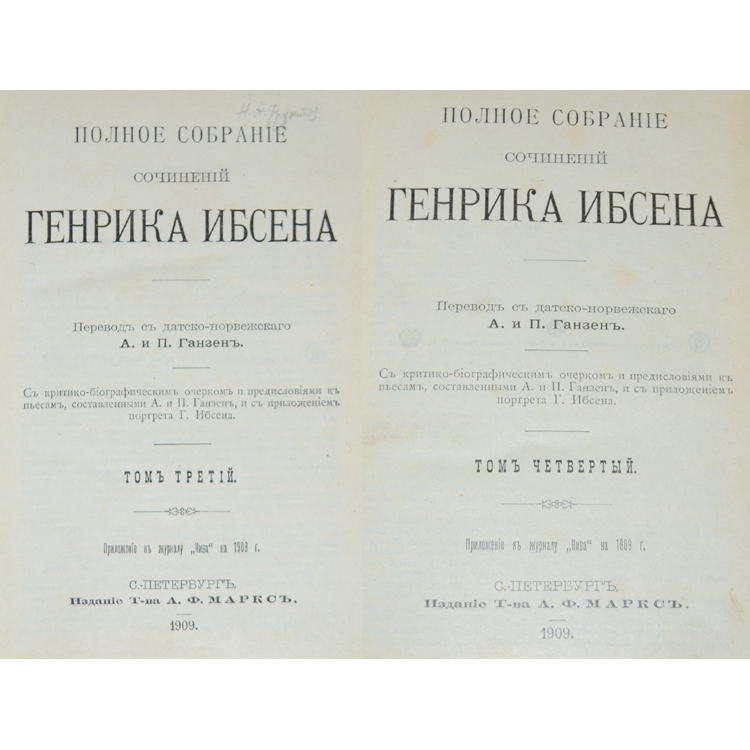 ПОЛНОЕ СОБРАНІЕ
СОЧИНЕНІЙ
ГЕНРИКА ИБСЕНА
Переводъ съ датско-норвежскаго
А. и П. Ганзенъ.
Съ критико-біографическимъ очеркомъ и предисловіями къ
пьесамъ, составленными А. и П. Ганзенъ, и съ приложеніемъ
портрета Г. Ибсена.
ТОМЪ ТРЕТІЙ.
Приложеніе къ журналу „Нива“ на 1909 г.
С.-ПЕТЕРБУРГЪ,
Изданіе Т-ва А. Ф. МАРКСЪ.
1909.
ПОЛНОЕ СОБРАНІЕ
СОЧИНЕНІЙ
ГЕНРИКА ИБСЕНА
Переводъ съ датско-норвежскаго
А. и П. Ганзенъ.
Съ критико-біографическимъ очеркомъ и предисловіями къ
пьесамъ, составленными А. и П. Ганзенъ, и съ приложеніемъ
портрета Г. Ибсена.
ТОМЪ ЧЕТВЕРТЫЙ.
Приложеніе къ журналу „Нива“ на 1909 г.
С.-ПЕТЕРБУРГЪ,
Изданіе Т-ва А. Ф. МАРКСЪ.
1909.